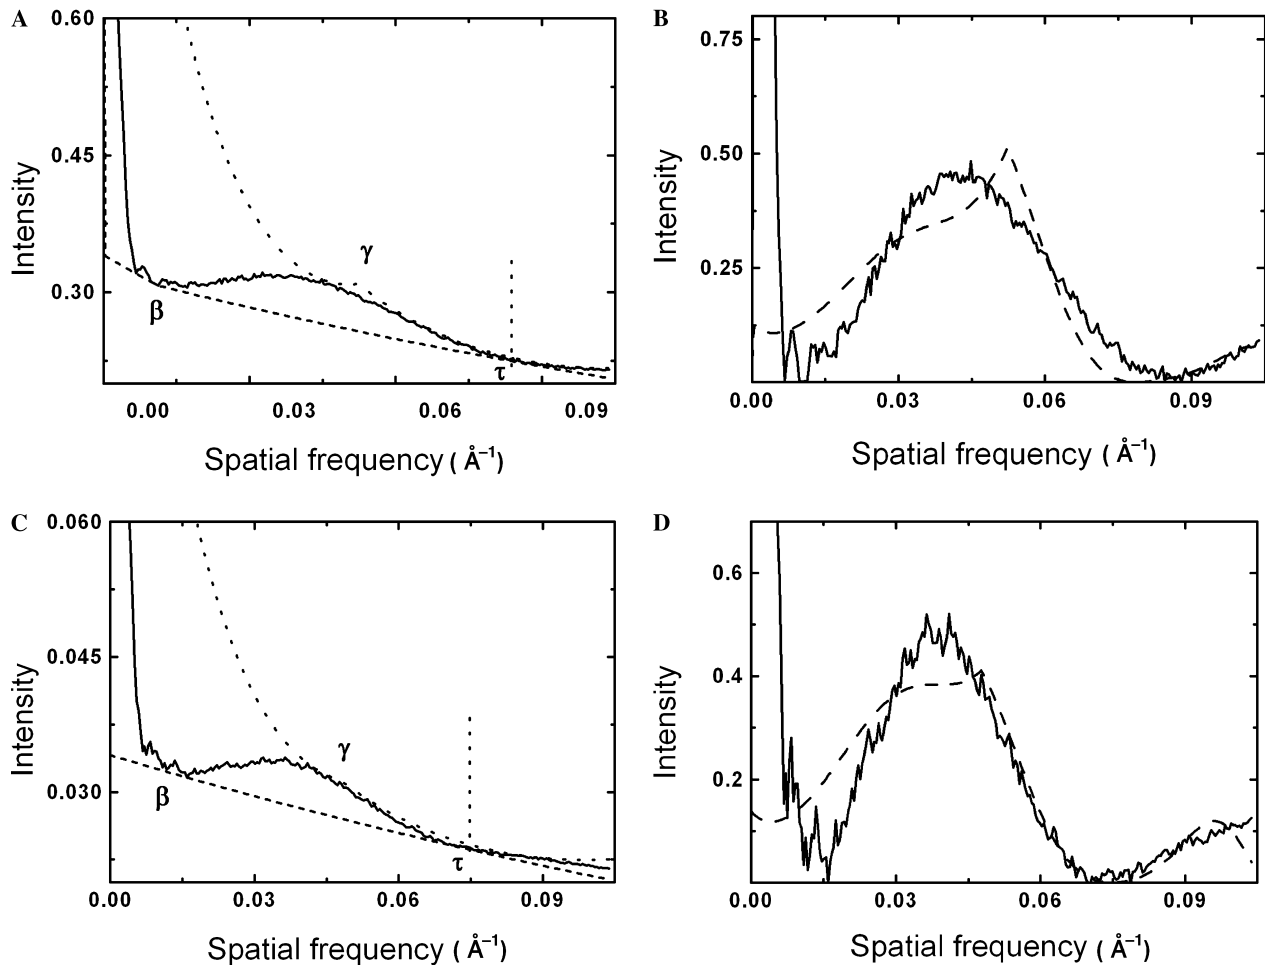 A
0.60
0.45
0.30
Intensity
β
γ
τ
0.00 0.03 0.06 0.09
Spatial frequency ( Å⁻¹)
B
0.75
0.50
0.25
Intensity
0.00 0.03 0.06 0.09
Spatial frequency ( Å⁻¹)
C
0.060
0.045
0.030
Intensity
β
γ
τ
0.00 0.03 0.06 0.09
Spatial frequency ( Å⁻¹)
D
0.6
0.4
0.2
Intensity
0.00 0.03 0.06 0.09
Spatial frequency ( Å⁻¹)